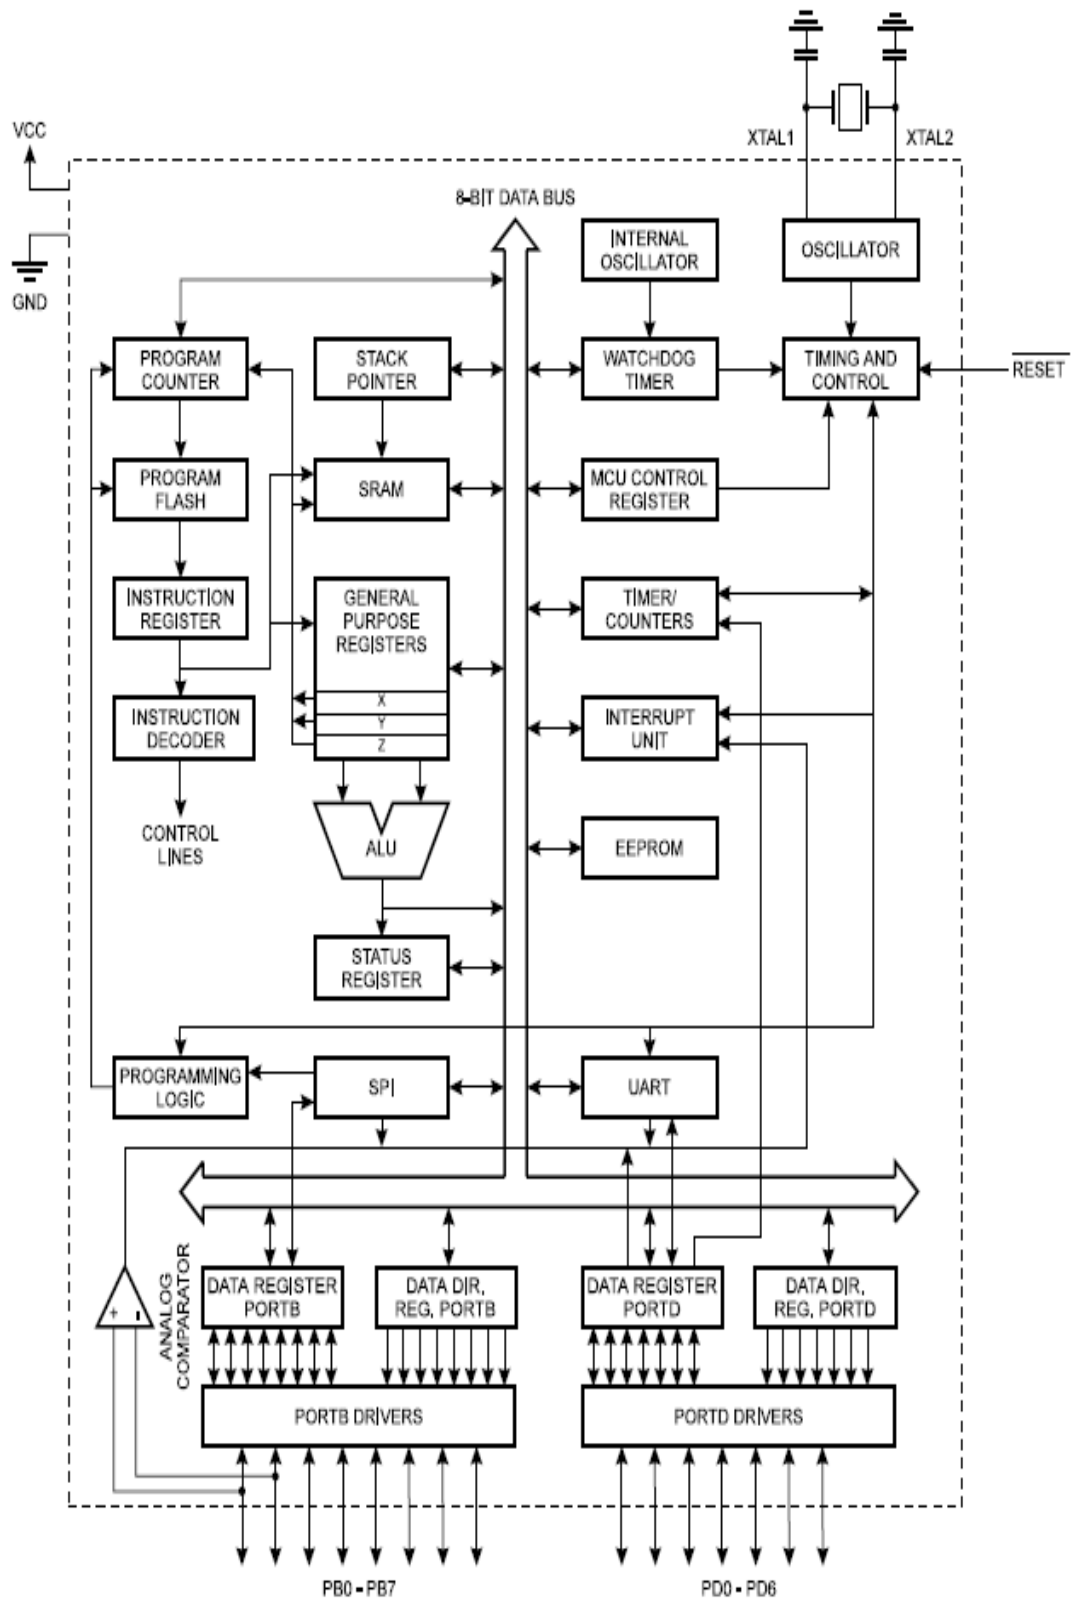 XTAL1
XTAL2
VCC
8-BIT DATA BUS
INTERNAL
OSCILLATOR
OSCILLATOR
GND
PROGRAM
COUNTER
STACK
POINTER
WATCHDOG
TIMER
TIMING AND
CONTROL
RESET
PROGRAM
FLASH
SRAM
MCU CONTROL
REGISTER
INSTRUCTION
REGISTER
GENERAL
PURPOSE
REGISTERS
X
Y
Z
TIMER/
COUNTERS
INSTRUCTION
DECODER
INTERRUPT
UNIT
CONTROL
LINES
ALU
EEPROM
STATUS
REGISTER
PROGRAMMING
LOGIC
SPI
UART
+
-
ANALOG
COMPARATOR
DATA REGISTER
PORTB
DATA DIR,
REG, PORTB
DATA REGISTER
PORTD
DATA DIR,
REG, PORTD
PORTB DRIVERS
PORTD DRIVERS
PB0 - PB7
PD0 - PD6